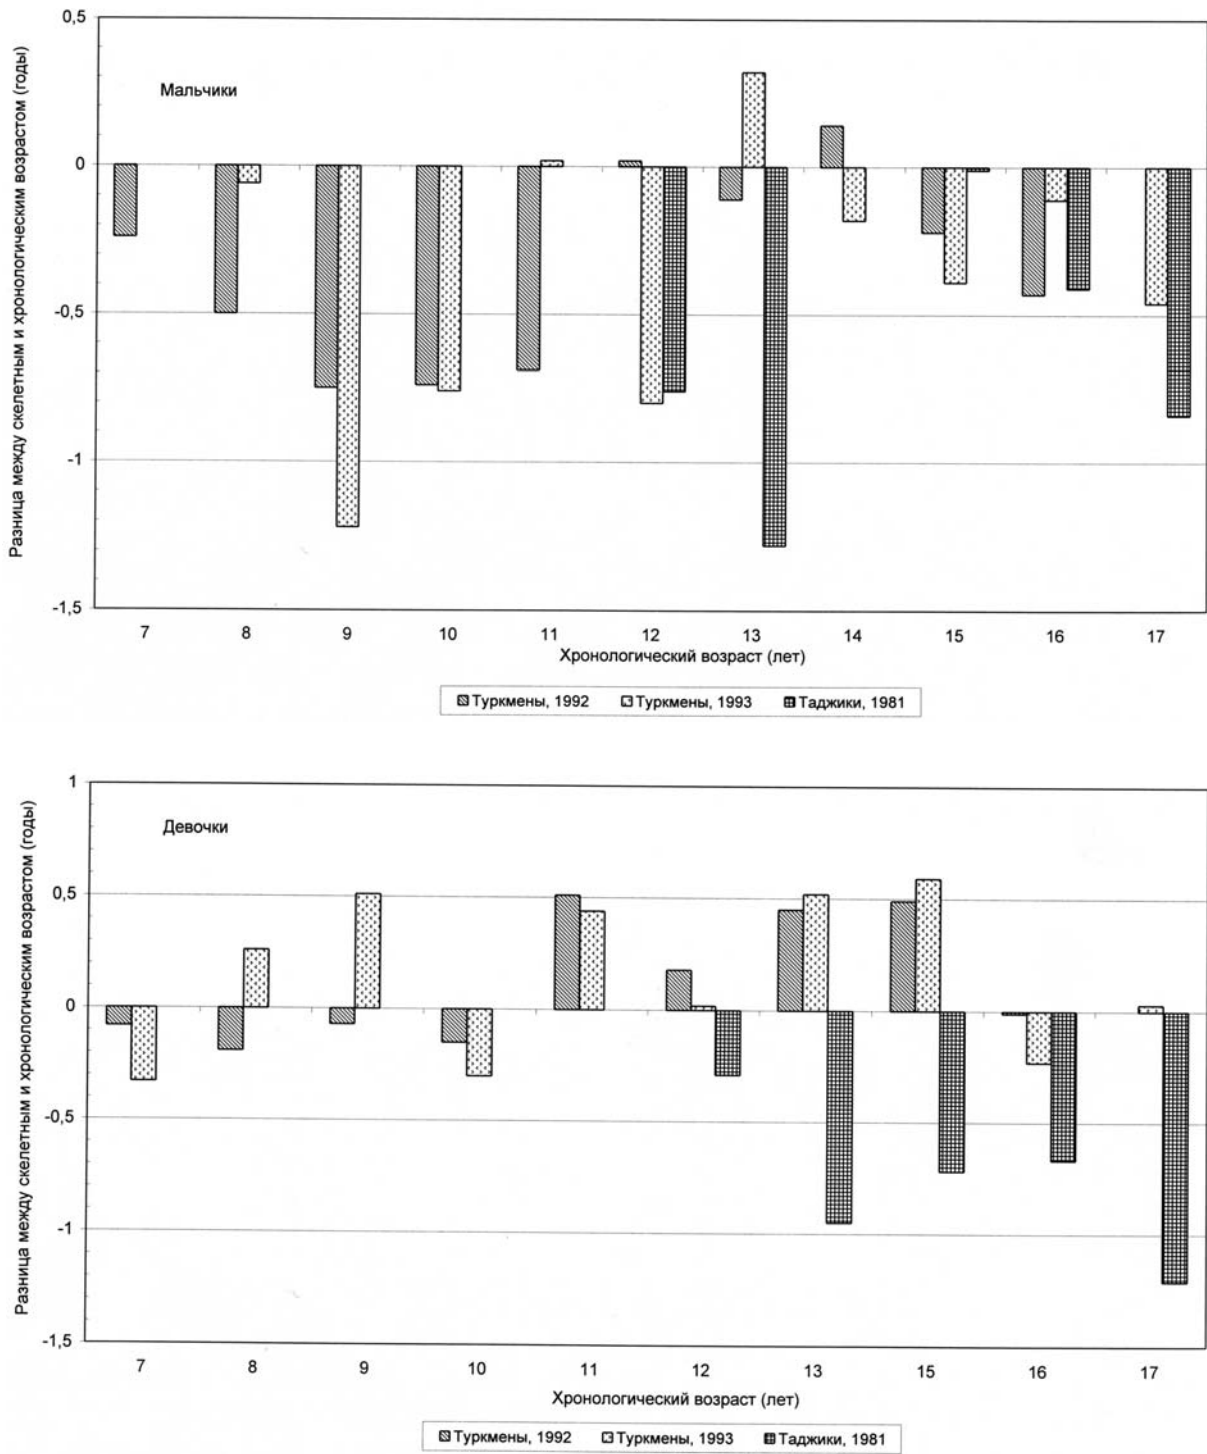 Разница между скелетным и хронологическим возрастом (годы)
0,5
0
-0,5
-1
-1,5
Мальчики
7 8 9 10 11 12 13 14 15 16 17
Хронологический возраст (лет)
Туркмены, 1992 Туркмены, 1993 Таджики, 1981
Разница между скелетным и хронологическим возрастом (годы)
1
0,5
0
-0,5
-1
-1,5
Девочки
7 8 9 10 11 12 13 15 16 17
Хронологический возраст (лет)
Туркмены, 1992 Туркмены, 1993 Таджики, 1981